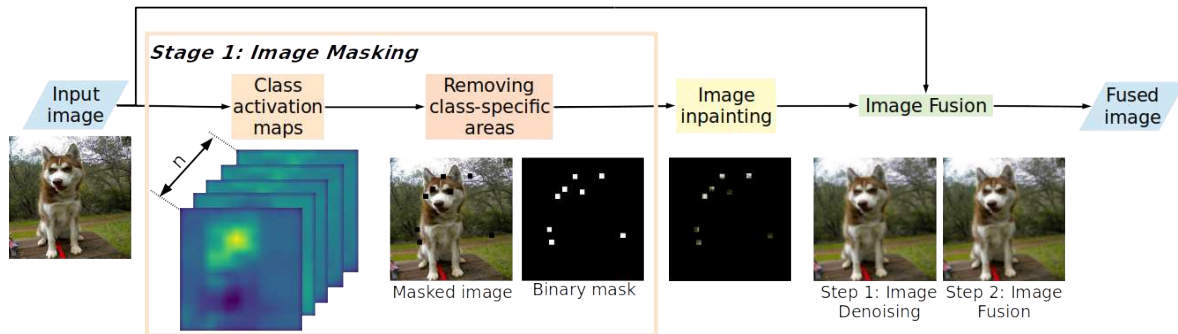 Stage 1: Image Masking
Input
image
Class
activation
maps
Removing
class-specific
areas
Image
inpainting
Image Fusion
Fused
image
n
Masked image
Binary mask
Step 1: Image
Denoising
Step 2: Image
Fusion